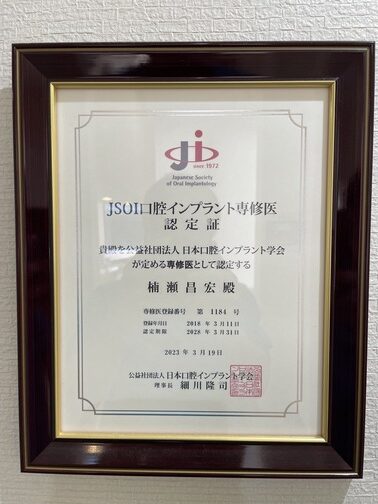 since 1972
Japanese Society
of Oral Implantology
JSOI口腔インプラント専修医
認定証
貴殿を公益社団法人 日本口腔インプラント学会
が定める専修医として認定する
楠瀬昌宏殿
専修医登録番号 第 1184 号
登録年月日 2018 年 3 月 11 日
認定期限 2028 年 3 月 31 日
2023 年 3 月 19 日
公益社団法人 日本口腔インプラント学会
理事長 細川隆司